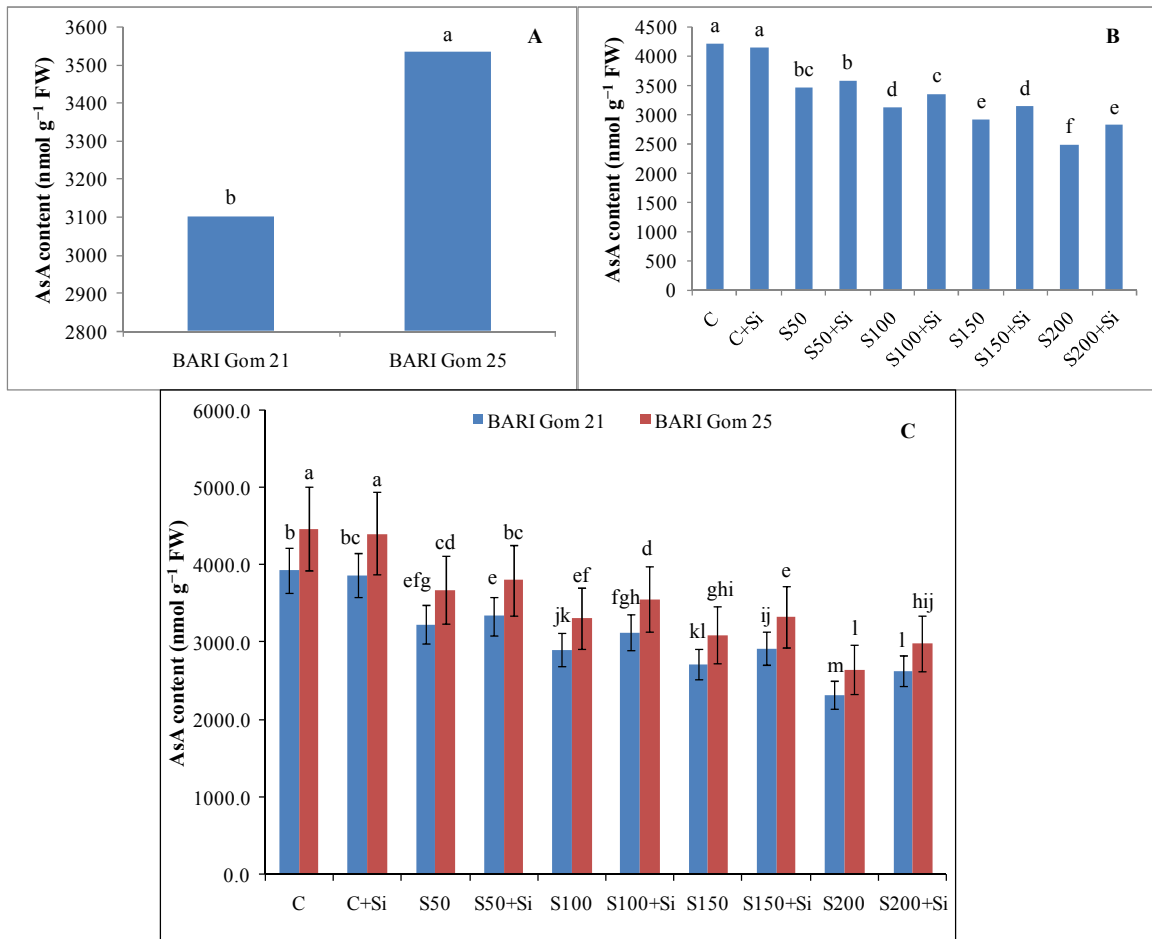 A
AsA content (nmol g⁻¹ FW)
3600
3500
3400
3300
3200
3100
3000
2900
2800
b
a
BARI Gom 21
BARI Gom 25
B
AsA content (nmol g⁻¹ FW)
4500
4000
3500
3000
2500
2000
1500
1000
500
0
a
a
bc
b
d
c
e
d
f
e
C
C+Si
S50
S50+Si
S100
S100+Si
S150
S150+Si
S200
S200+Si
BARI Gom 21
BARI Gom 25
C
AsA content (nmol g⁻¹ FW)
6000.0
5000.0
4000.0
3000.0
2000.0
1000.0
0.0
b
a
bc
a
efg
cd
e
bc
jk
ef
fgh
d
kl
ghi
ij
e
m
l
l
hij
C
C+Si
S50
S50+Si
S100
S100+Si
S150
S150+Si
S200
S200+Si